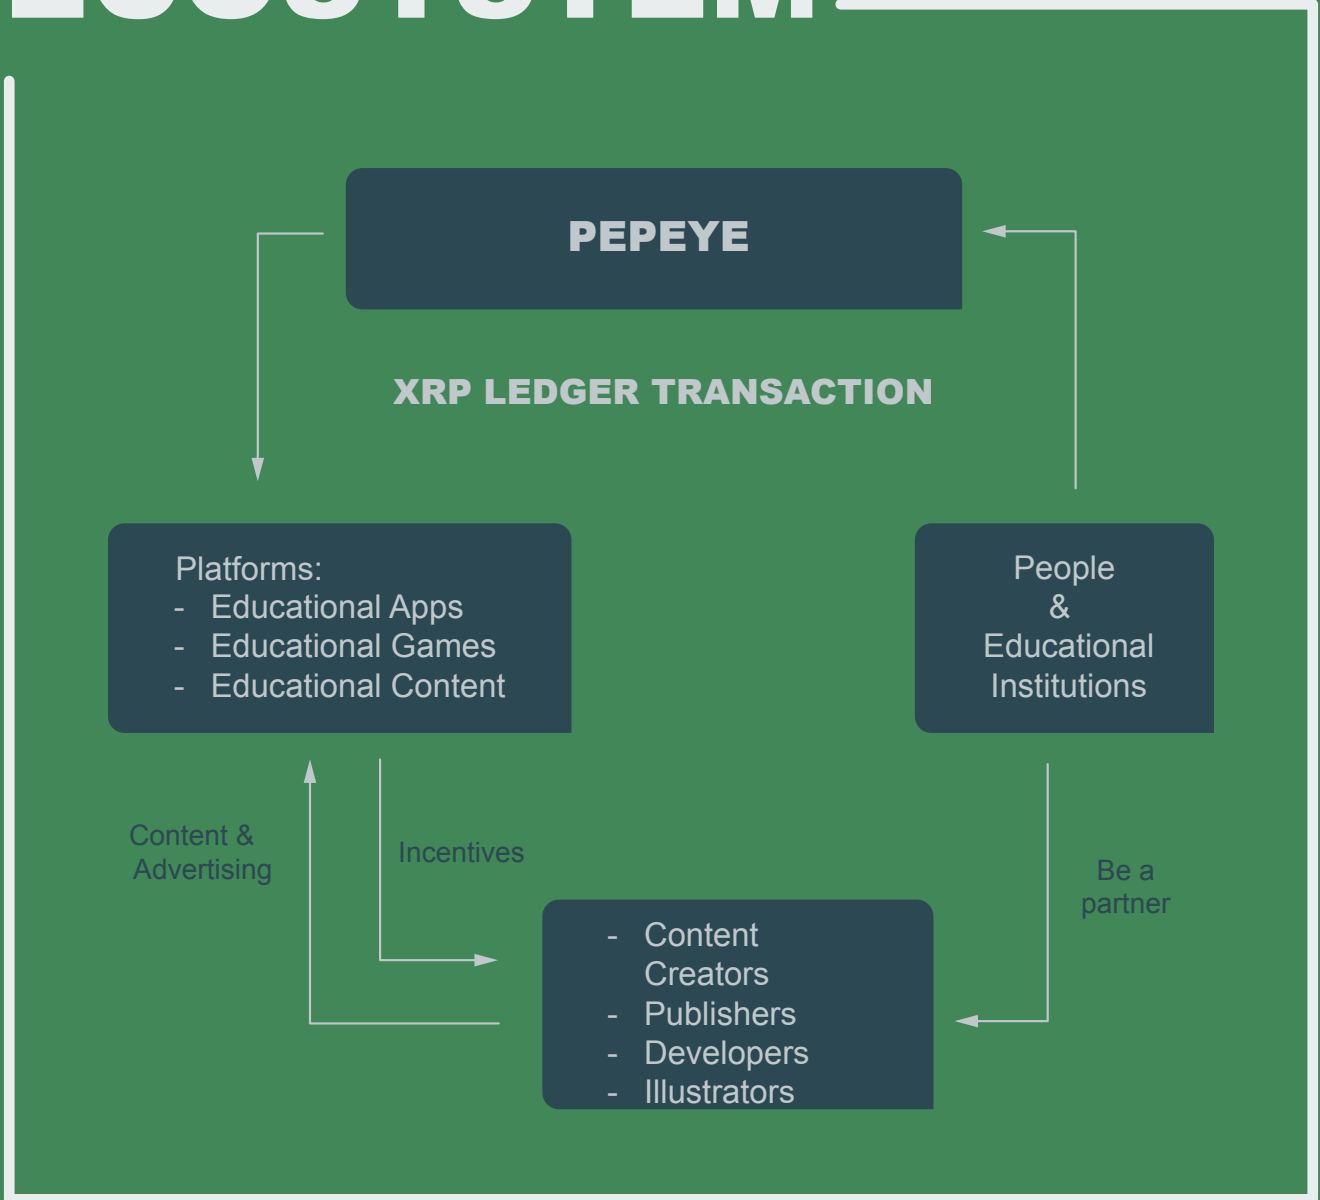 ECOSYSTEM
PEPEYE
XRP LEDGER TRANSACTION
Platforms:
- Educational Apps
- Educational Games
- Educational Content
People
&
Educational
Institutions
Content &
Advertising
Incentives
Be a
partner
- Content
Creators
- Publishers
- Developers
- Illustrators